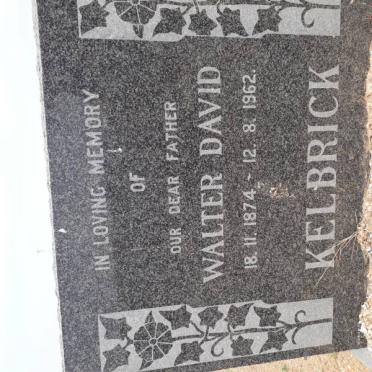 IN LOVING MEMORY
OF
OUR DEAR FATHER
WALTER DAVID
18.11.1874 ~ 12.8.1962.
KELBRICK